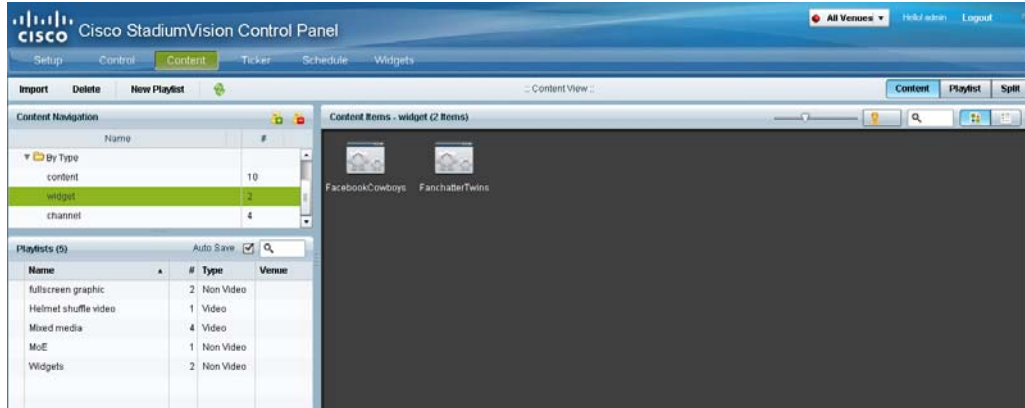 CISCO Cisco StadiumVision Control Panel
All Venues
Hello! admin
Logout
Setup Control Content Ticker Schedule Widgets
Import Delete New Playlist
:: Content View ::
Content Playlist Split
Content Navigation
Name #
By Type
content 10
widget 2
channel 4
Playlists (5) Auto Save
Name # Type Venue
fullscreen graphic 2 Non Video
Helmet shuffle video 1 Video
Mixed media 4 Video
MoE 1 Non Video
Widgets 2 Non Video
Content Items - widget (2 Items)
FacebookCowboys FanchatterTwins